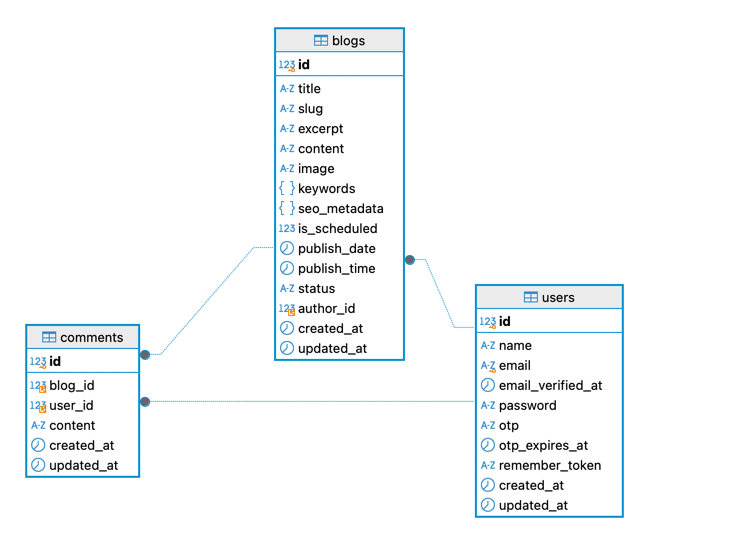 blogs
123 id
A-Z title
A-Z slug
A-Z excerpt
A-Z content
A-Z image
{ } keywords
{ } seo_metadata
123 is_scheduled
publish_date
publish_time
A-Z status
123 author_id
created_at
updated_at
comments
123 id
123 blog_id
123 user_id
A-Z content
created_at
updated_at
users
123 id
A-Z name
A-Z email
email_verified_at
A-Z password
A-Z otp
otp_expires_at
A-Z remember_token
created_at
updated_at